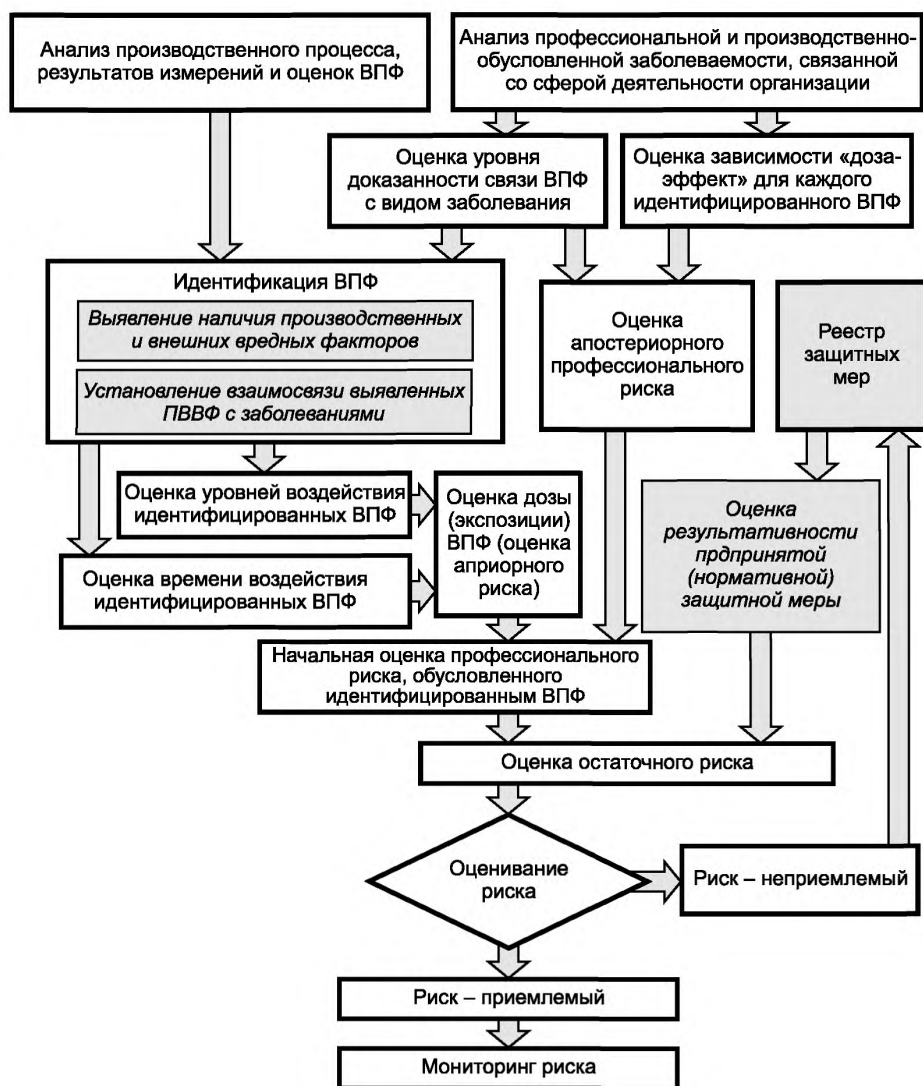 Анализ производственного процесса,
результатов измерений и оценок ВПФ
Анализ профессиональной и производственно-
обусловленной заболеваемости, связанной
со сферой деятельности организации
Оценка уровня
доказанности связи ВПФ
с видом заболевания
Оценка зависимости «доза-
эффект» для каждого
идентифицированного ВПФ
Идентификация ВПФ
Выявление наличия производственных
и внешних вредных факторов
Установление взаимосвязи выявленных
ПВВФ с заболеваниями
Оценка
апостериорного
профессионального
риска
Реестр
защитных
мер
Оценка уровней воздействия
идентифицированных ВПФ
Оценка дозы
(экспозиции)
ВПФ (оценка
априорного
риска)
Оценка
результативности
прдпринятой
(нормативной)
защитной меры
Оценка времени воздействия
идентифицированных ВПФ
Начальная оценка профессионального
риска, обусловленного
идентифицированным ВПФ
Оценка остаточного риска
Оценивание
риска
Риск – неприемлемый
Риск – приемлемый
Мониторинг риска